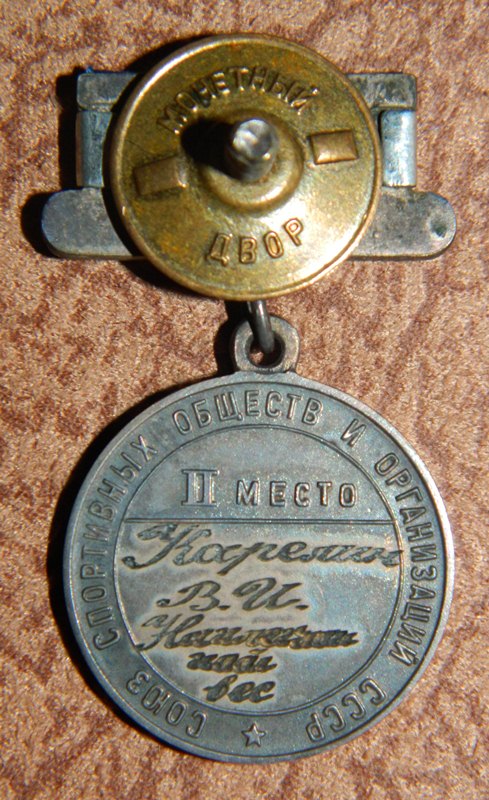 МОНЕТНЫЙ
ДВОР
СОЮЗ СПОРТИВНЫХ ОБЩЕСТВ И ОРГАНИЗАЦИЙ СССР
II МЕСТО
В. И.
вес